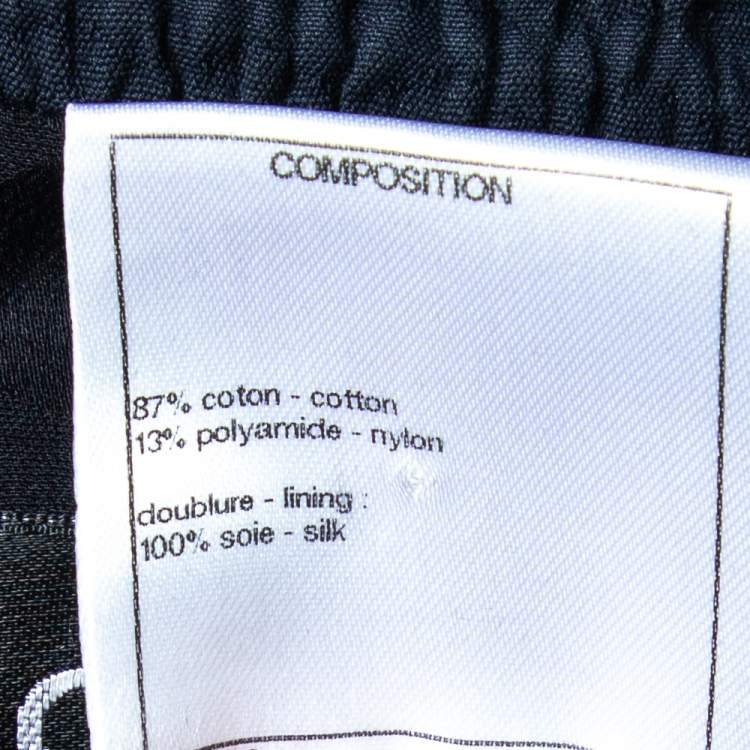 COMPOSITION
87% coton - cotton
13% polyamide - nylon
doublure - lining :
100% soie - silk